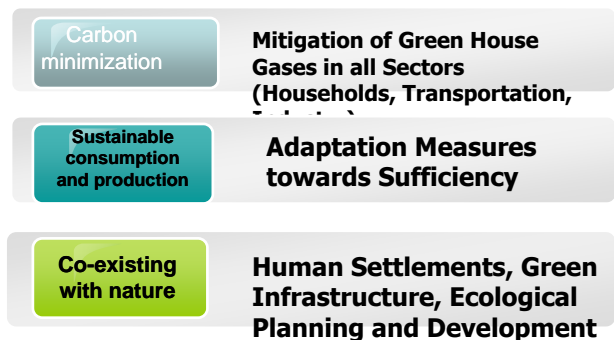 Carbon
minimization
Mitigation of Green House
Gases in all Sectors
(Households, Transportation,
Sustainable
consumption
and production
Adaptation Measures
towards Sufficiency
Co-existing
with nature
Human Settlements, Green
Infrastructure, Ecological
Planning and Development